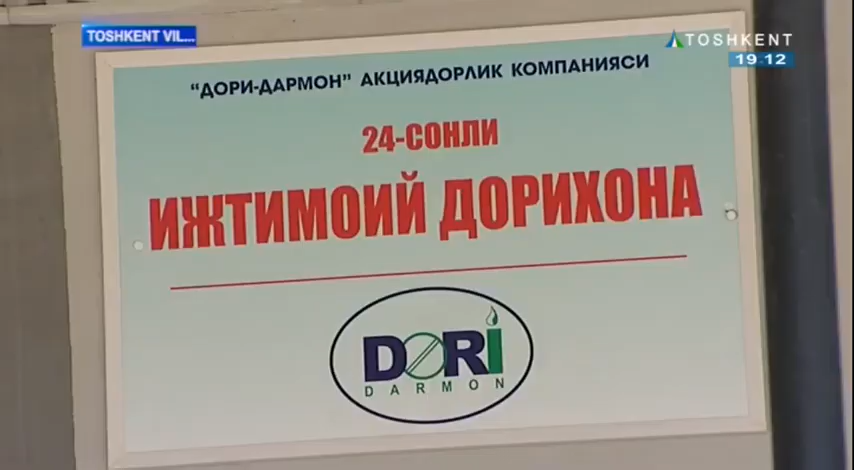 TOSHKENT VIL...
TOSHKENT
19:12
"ДОРИ-ДАРМОН" АКЦИЯДОРЛИК КОМПАНИЯСИ
24-СОНЛИ
ИЖТИМОИЙ ДОРИХОНА
DORI
DARMON